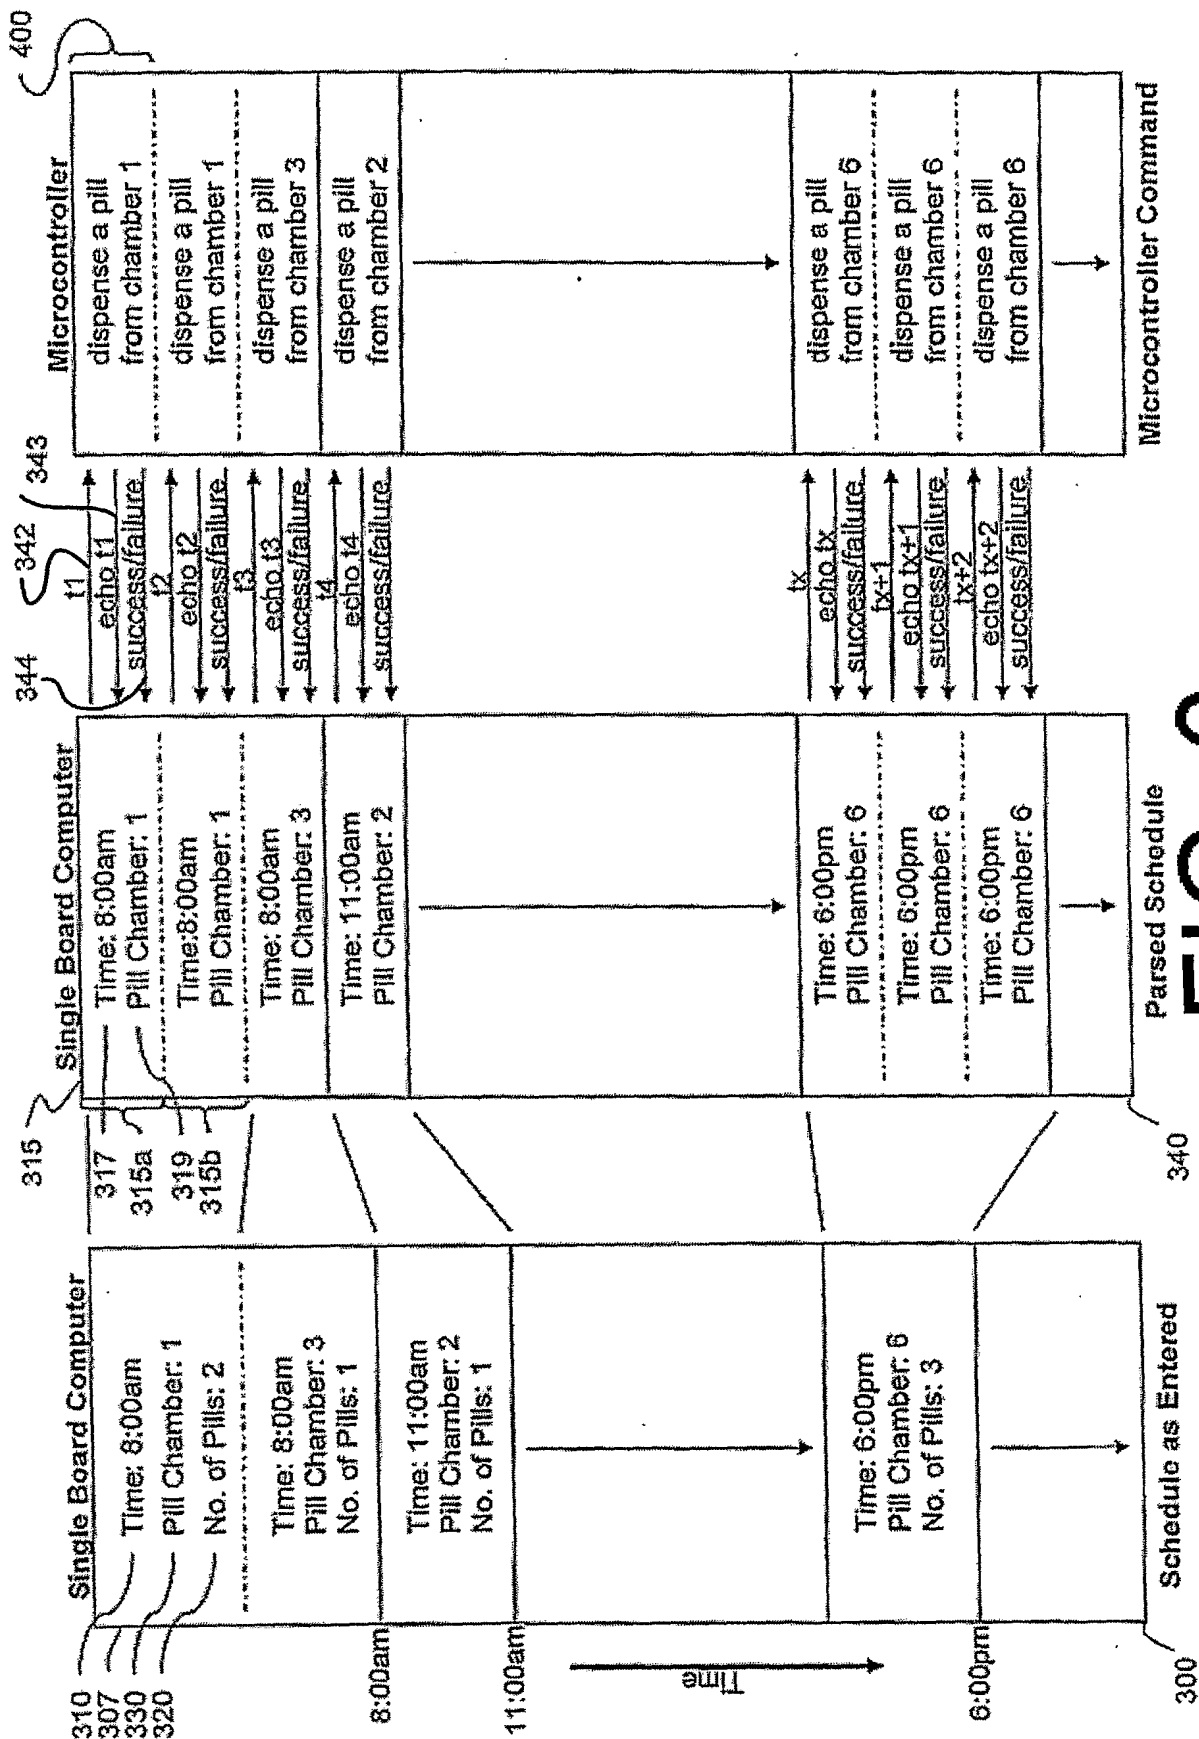 Single Board Computer
310
307
330
320
Time: 8:00am
Pill Chamber: 1
No. of Pills: 2
Time: 8:00am
Pill Chamber: 3
No. of Pills: 1
8:00am
Time: 11:00am
Pill Chamber: 2
No. of Pills: 1
11:00am
Time
Time: 6:00pm
Pill Chamber: 6
No. of Pills: 3
6:00pm
300
Schedule as Entered
315
Single Board Computer
317
315a
319
315b
Time: 8:00am
Pill Chamber: 1
Time:8:00am
Pill Chamber: 1
Time: 8:00am
Pill Chamber: 3
Time: 11:00am
Pill Chamber: 2
Time: 6:00pm
Pill Chamber: 6
Time: 6:00pm
Pill Chamber: 6
Time: 6:00pm
Pill Chamber: 6
340
Parsed Schedule
344
342
343
t1
echo t1
success/failure
t2
echo t2
success/failure
t3
echo t3
success/failure
t4
echo t4
success/failure
tx
echo tx
success/failure
tx+1
echo tx+1
success/failure
tx+2
echo tx+2
success/failure
400
Microcontroller
dispense a pill
from chamber 1
dispense a pill
from chamber 1
dispense a pill
from chamber 3
dispense a pill
from chamber 2
dispense a pill
from chamber 6
dispense a pill
from chamber 6
dispense a pill
from chamber 6
Microcontroller Command